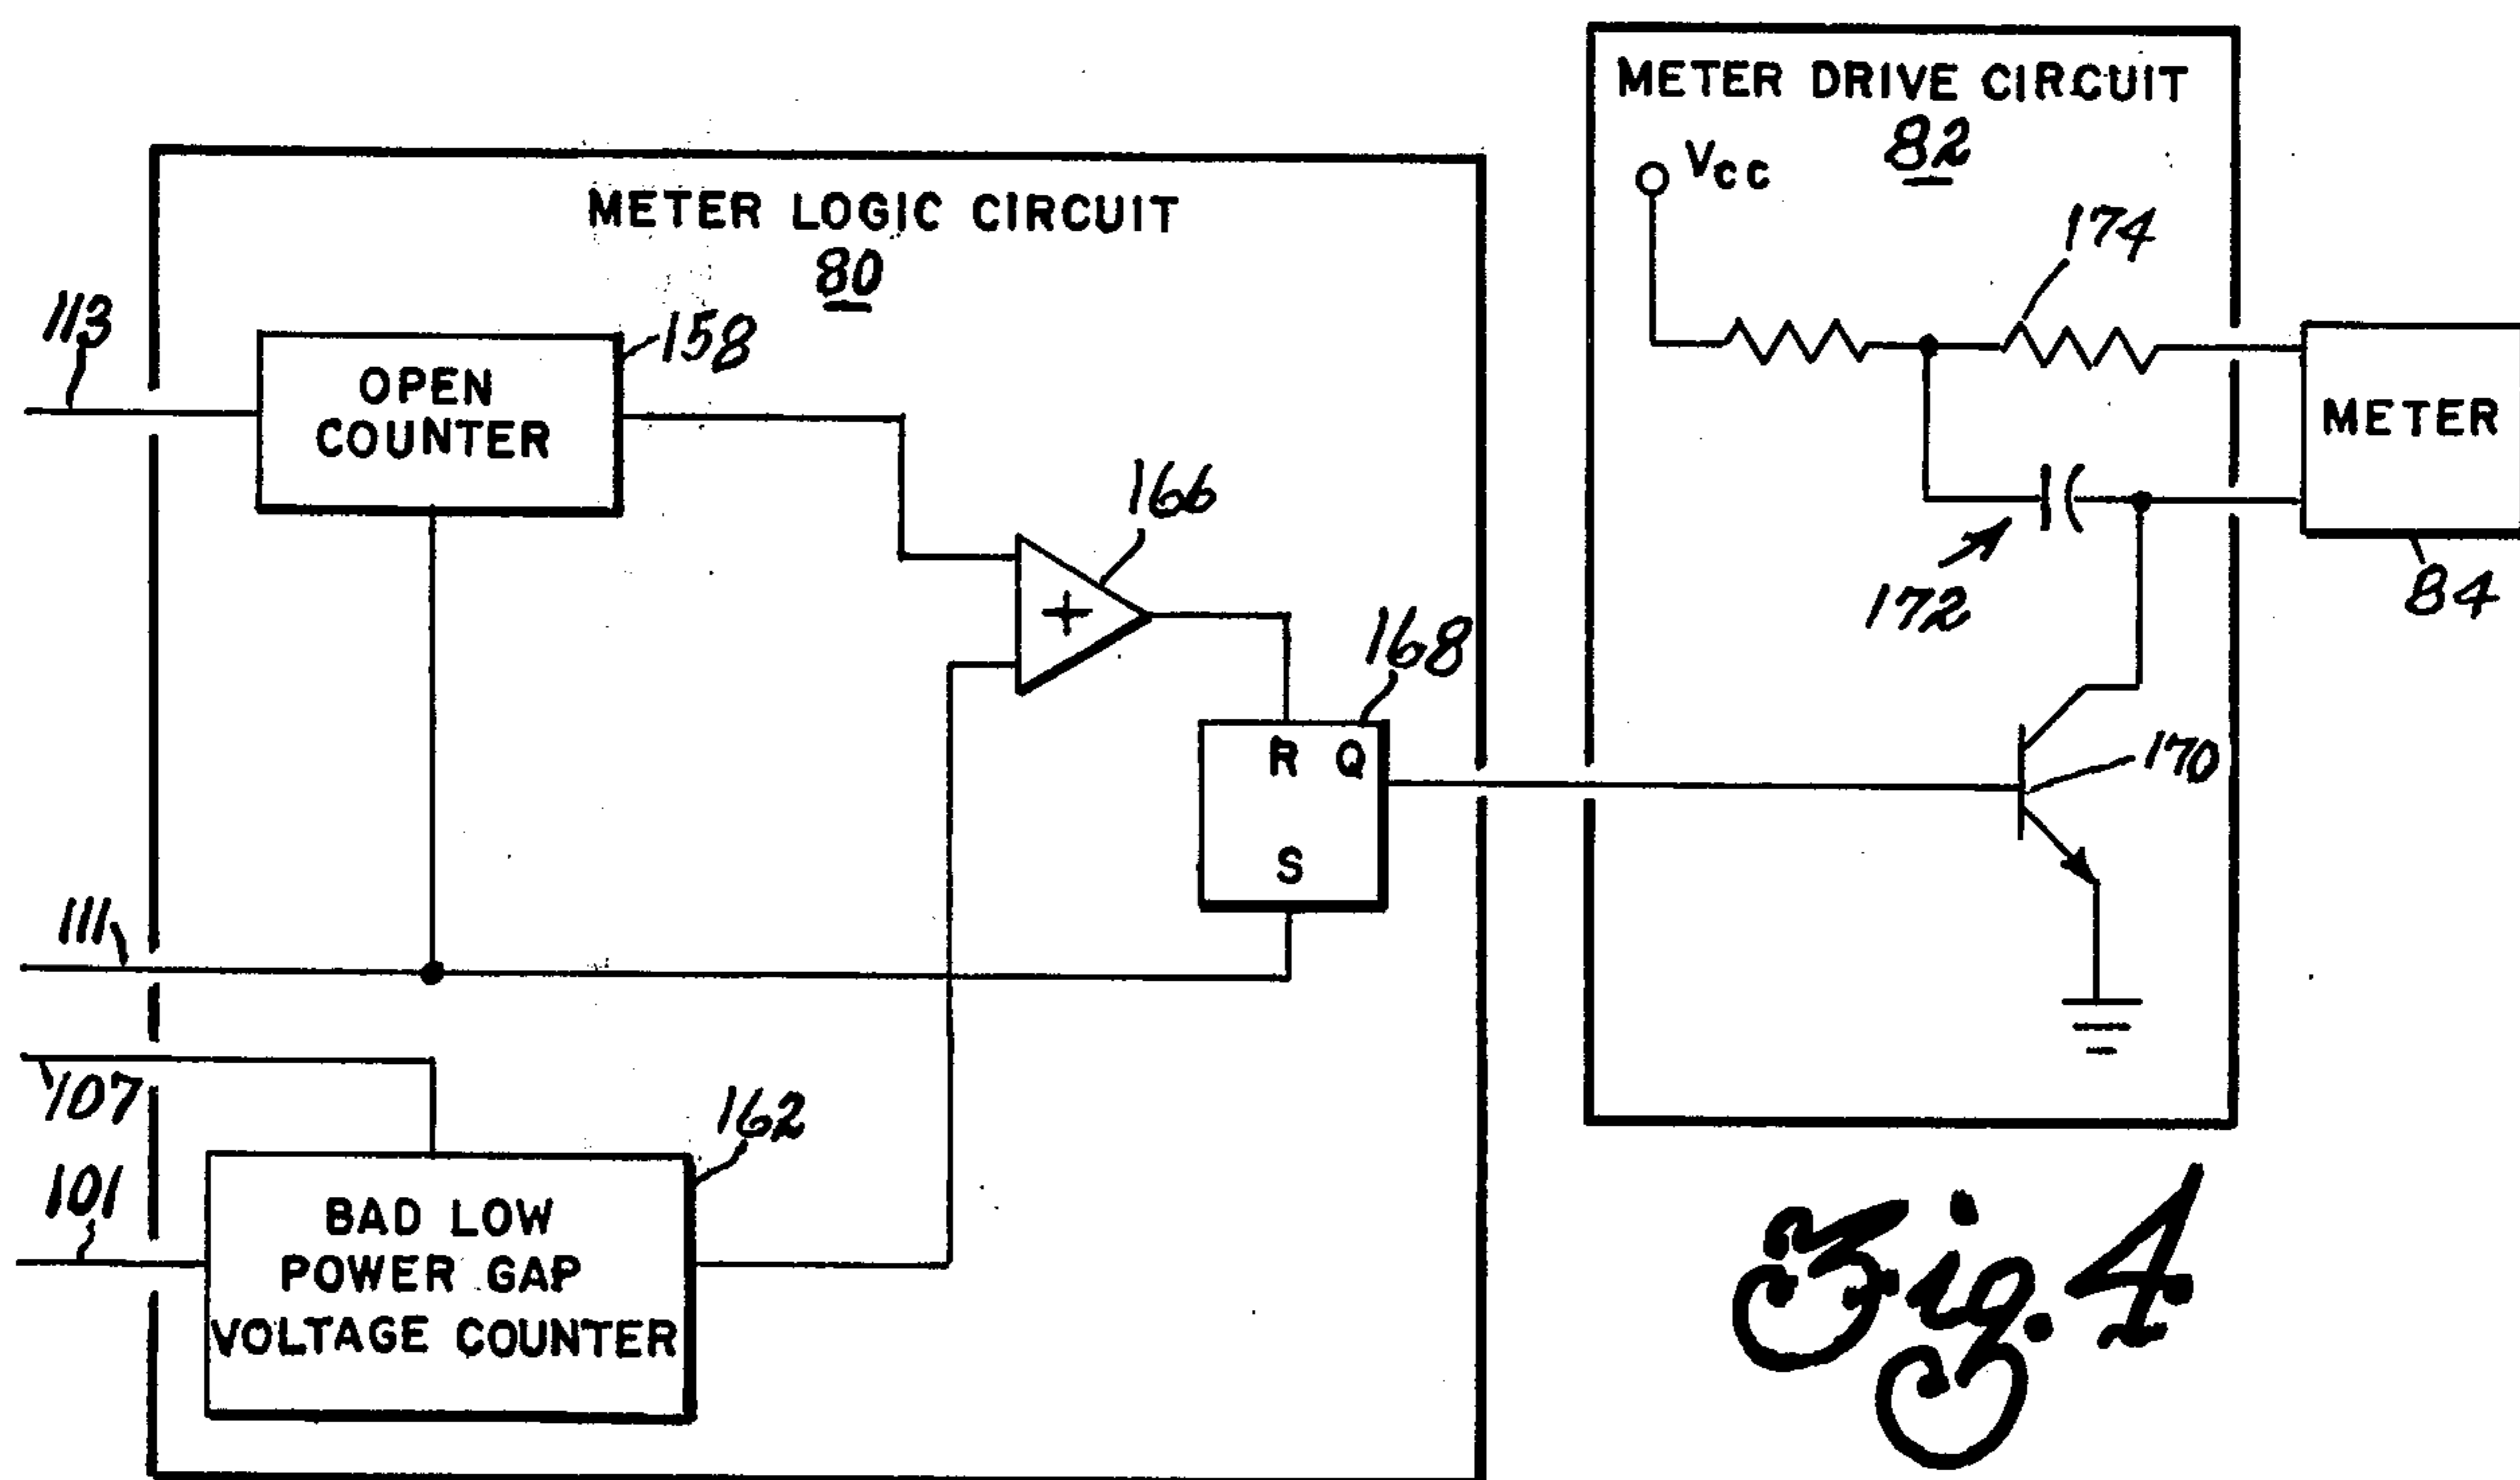 METER DRIVE CIRCUIT
82
Vcc
174
METER
84
172
170
METER LOGIC CIRCUIT
80
113
OPEN
COUNTER
158
166
168
R Q
S
111
107
101
BAD LOW
POWER GAP
VOLTAGE COUNTER
162
Fig. 4